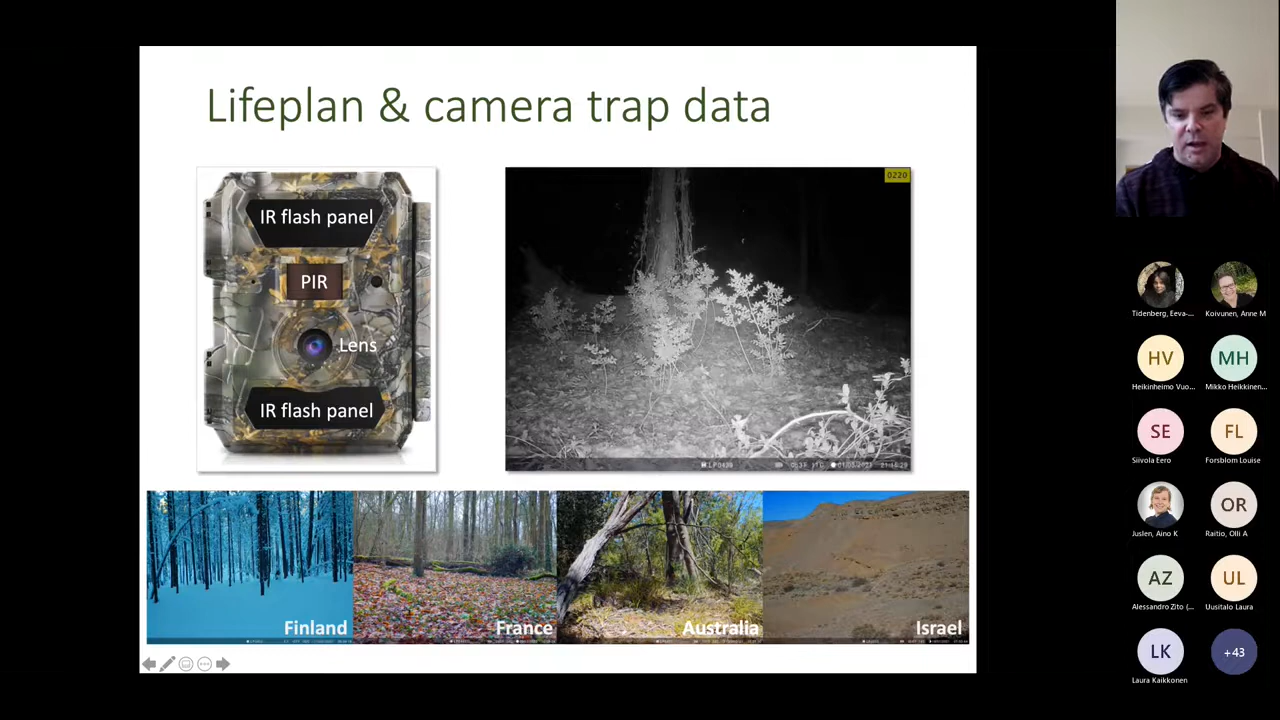 Lifeplan & camera trap data
IR flash panel
PIR
Lens
IR flash panel
0220
Finland
France
Australia
Israel
Tidenberg, Eeva-...
Koivunen, Anne M
HV
MH
Heikinheimo Vuo...
Mikko Heikkinen...
SE
FL
Siivola Eero
Forsblom Louise
OR
Juslen, Aino K
Raitio, Olli A
AZ
UL
Alessandro Zito (...
Uusitalo Laura
LK
+43
Laura Kaikkonen